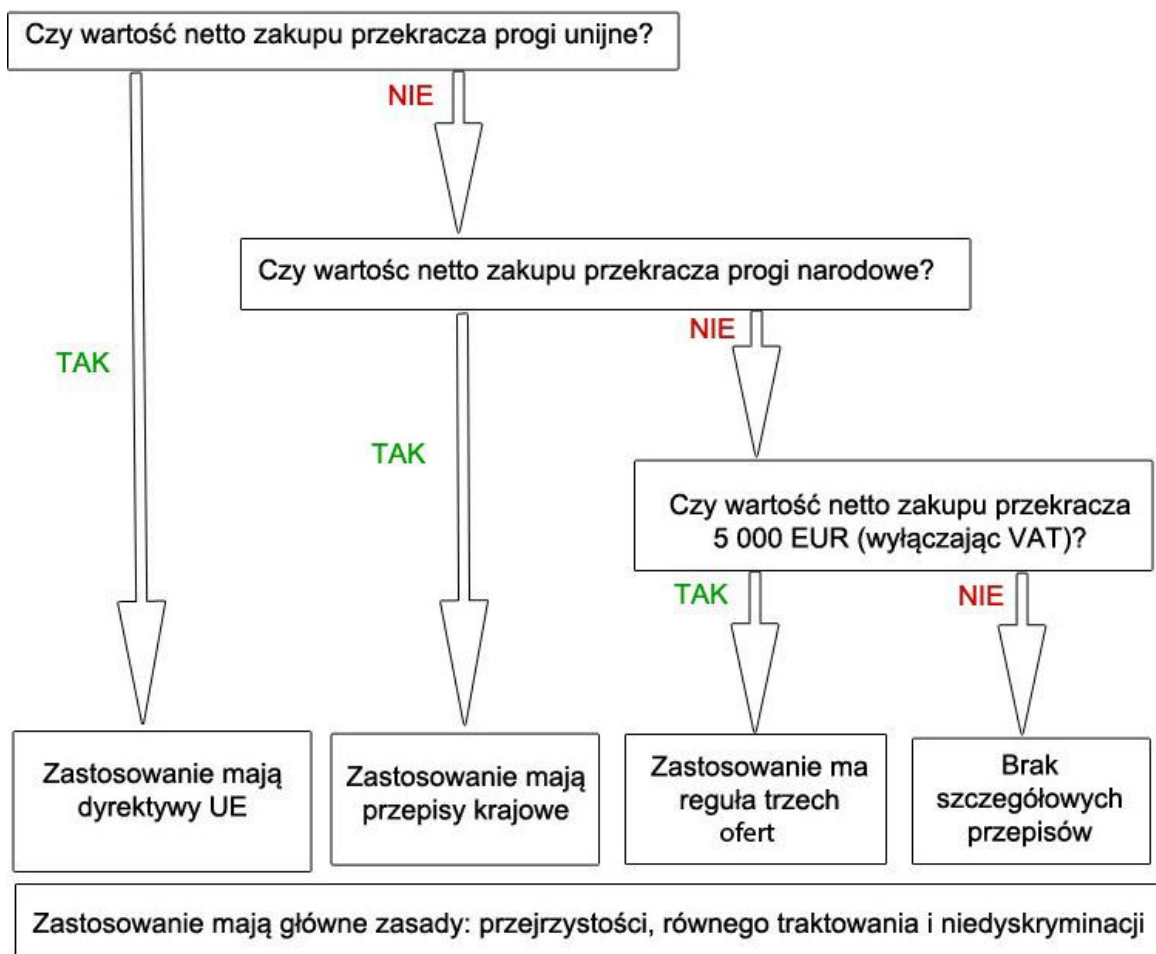 Czy wartość netto zakupu przekracza progi unijne?
NIE
Czy wartośc netto zakupu przekracza progi narodowe?
NIE
TAK
TAK
Czy wartość netto zakupu przekracza
5 000 EUR (wyłączając VAT)?
TAK
NIE
Zastosowanie mają
dyrektywy UE
Zastosowanie mają
przepisy krajowe
Zastosowanie ma
reguła trzech
ofert
Brak
szczegółowych
przepisów
Zastosowanie mają główne zasady: przejrzystości, równego traktowania i niedyskryminacji